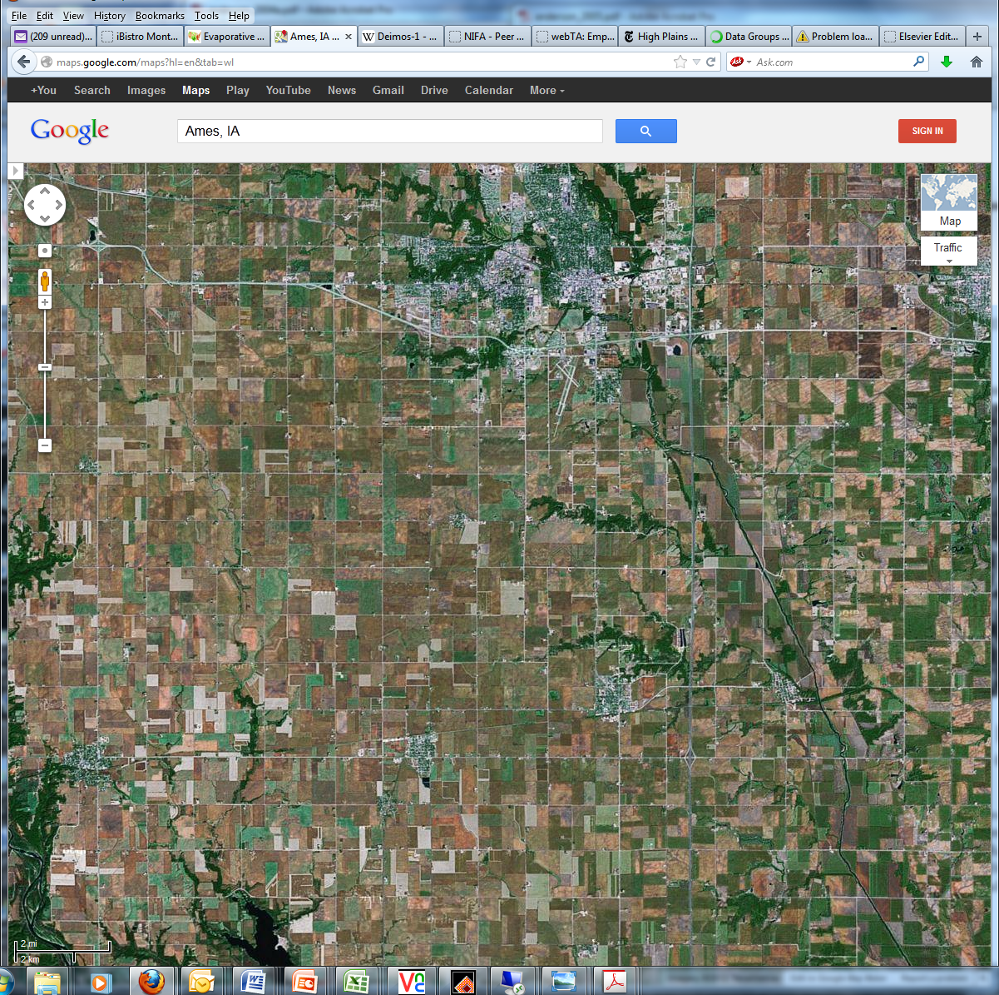 File Edit View History Bookmarks Tools Help
(209 unread)... iBistro Mont... Evaporative ... Ames, IA ... × Deimos-1 - ... NIFA - Peer ... webTA: Emp... High Plains ... Data Groups ... Problem loa... Elsevier Edit... +
maps.google.com/maps?hl=en&tab=wl Ask Ask.com
+You Search Images Maps Play YouTube News Gmail Drive Calendar More
Google Ames, IA SIGN IN
Map
Traffic
2 mi
2 km